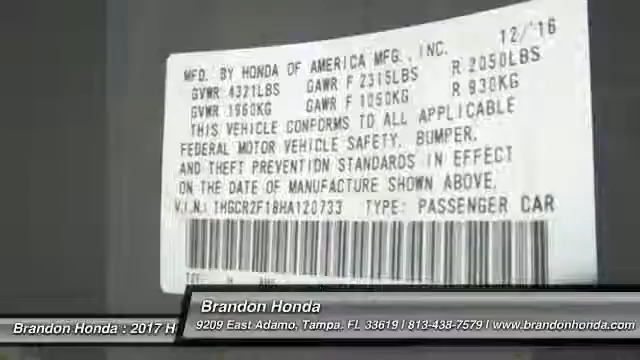 12/'16
MFD. BY HONDA OF AMERICA MFG., INC.
GVWR 4321LBS GAWR F 2315LBS R 2050LBS
GVWR 1960KG GAWR F 1050KG R 930KG
THIS VEHICLE CONFORMS TO ALL APPLICABLE
FEDERAL MOTOR VEHICLE SAFETY, BUMPER,
AND THEFT PREVENTION STANDARDS IN EFFECT
ON THE DATE OF MANUFACTURE SHOWN ABOVE.
V.I.N.: 1HGCR2F18HA120733 TYPE: PASSENGER CAR
Brandon Honda
Brandon Honda : 2017 H
9209 East Adamo, Tampa, FL 33619 | 813-438-7579 | www.brandonhonda.com